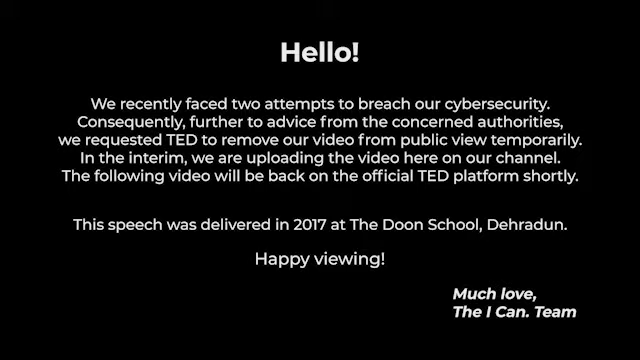 Hello!
We recently faced two attempts to breach our cybersecurity.
Consequently, further to advice from the concerned authorities,
we requested TED to remove our video from public view temporarily.
In the interim, we are uploading the video here on our channel.
The following video will be back on the official TED platform shortly.
This speech was delivered in 2017 at The Doon School, Dehradun.
Happy viewing!
Much love,
The I Can. Team